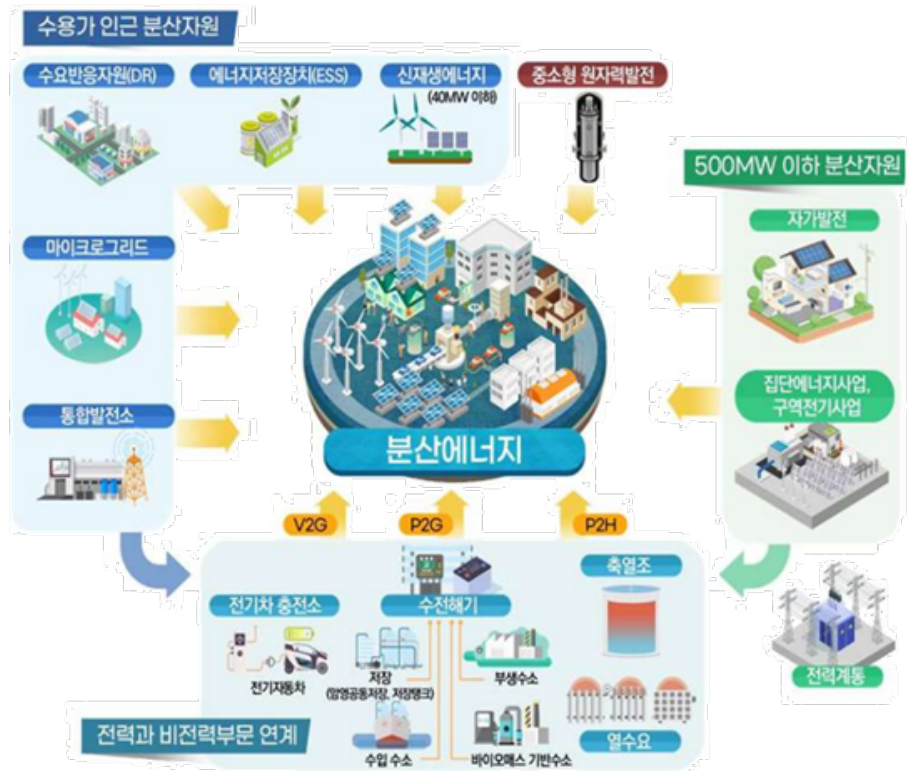 수용가 인근 분산자원
수요반응자원(DR)
에너지저장장치(ESS)
신재생에너지
(40MW 이하)
중소형 원자력발전
500MW 이하 분산자원
자가발전
마이크로그리드
집단에너지사업,
구역전기사업
통합발전소
분산에너지
V2G
P2G
P2H
축열조
전기차 충전소
수전해기
전기자동차
저장
(암염공동저장, 저장탱크)
부생수소
전력계통
전력과 비전력부문 연계
수입 수소
바이오매스 기반수소
열수요